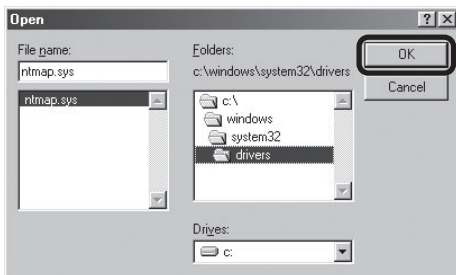 Open
? X
File name:
ntmap.sys
ntmap.sys
Folders:
c:\windows\system32\drivers
c:\
windows
system32
drivers
Drives:
c:
OK
Cancel